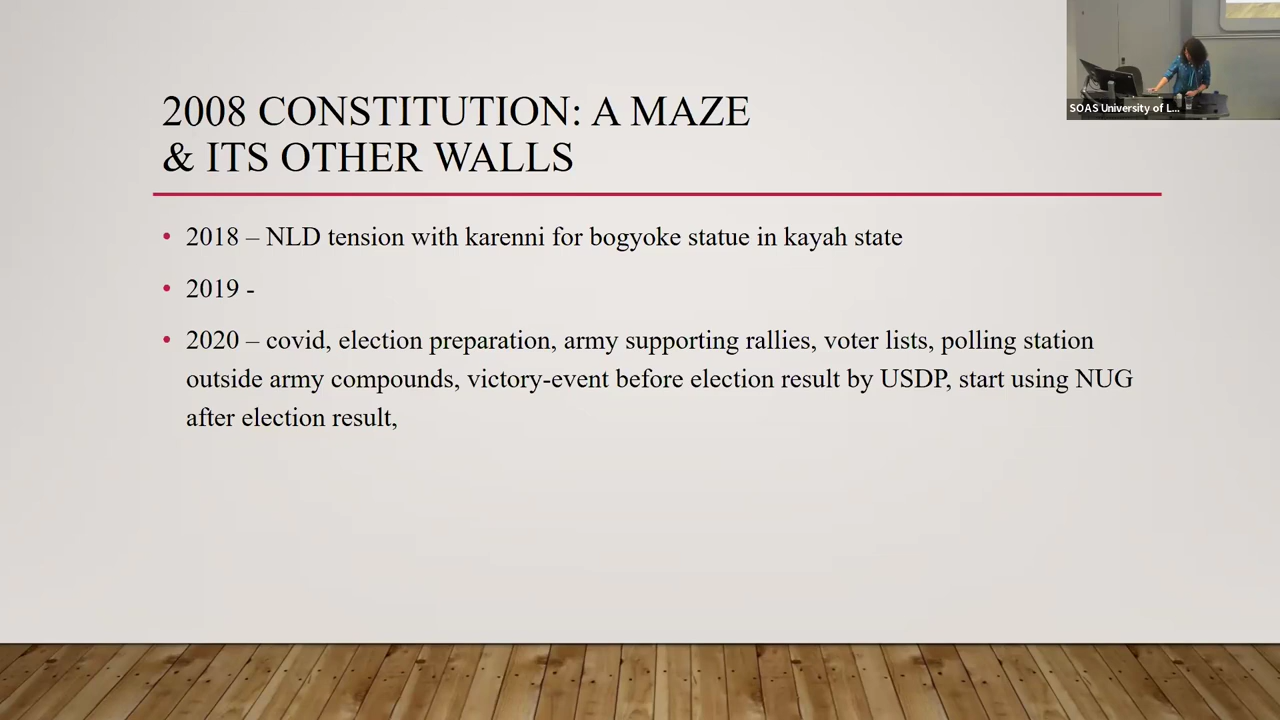 2008 CONSTITUTION: A MAZE
& ITS OTHER WALLS
• 2018 – NLD tension with karenni for bogyoke statue in kayah state
• 2019 -
• 2020 – covid, election preparation, army supporting rallies, voter lists, polling station
outside army compounds, victory-event before election result by USDP, start using NUG
after election result,
SOAS University of L...